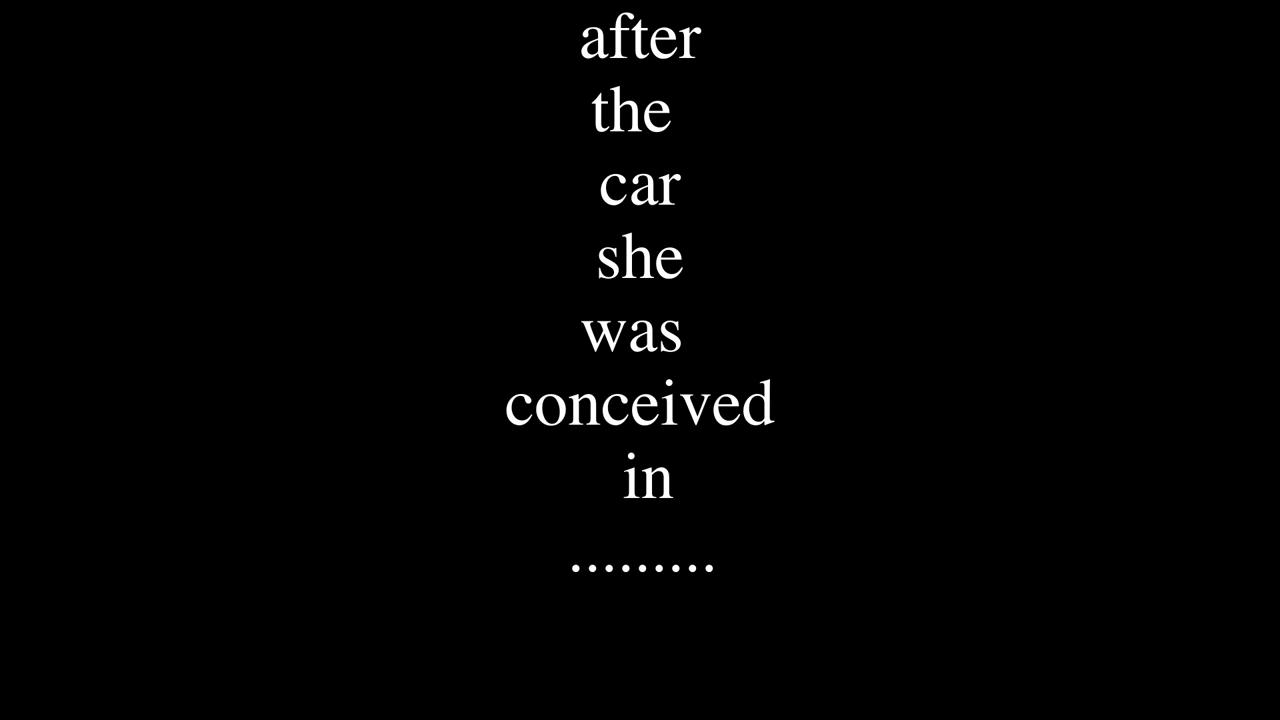 after
the
car
she
was
conceived
in
.........